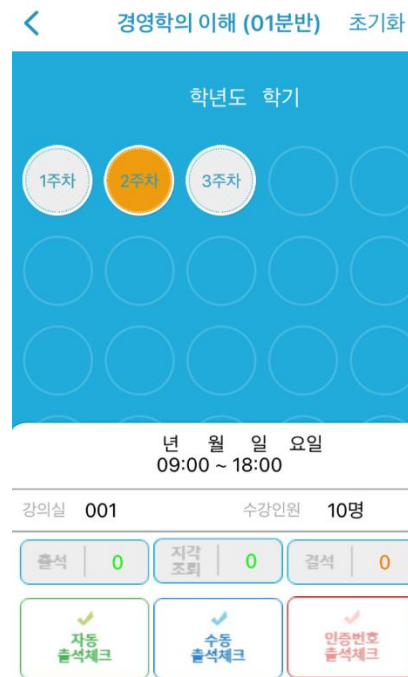 경영학의 이해 (01분반) 초기화
학년도 학기
1주차 2주차 3주차
년 월 일 요일
09:00 ~ 18:00
강의실 001 수강인원 10명
출석 0 지각 조퇴 0 결석 0
자동 출석체크
수동 출석체크
인증번호 출석체크